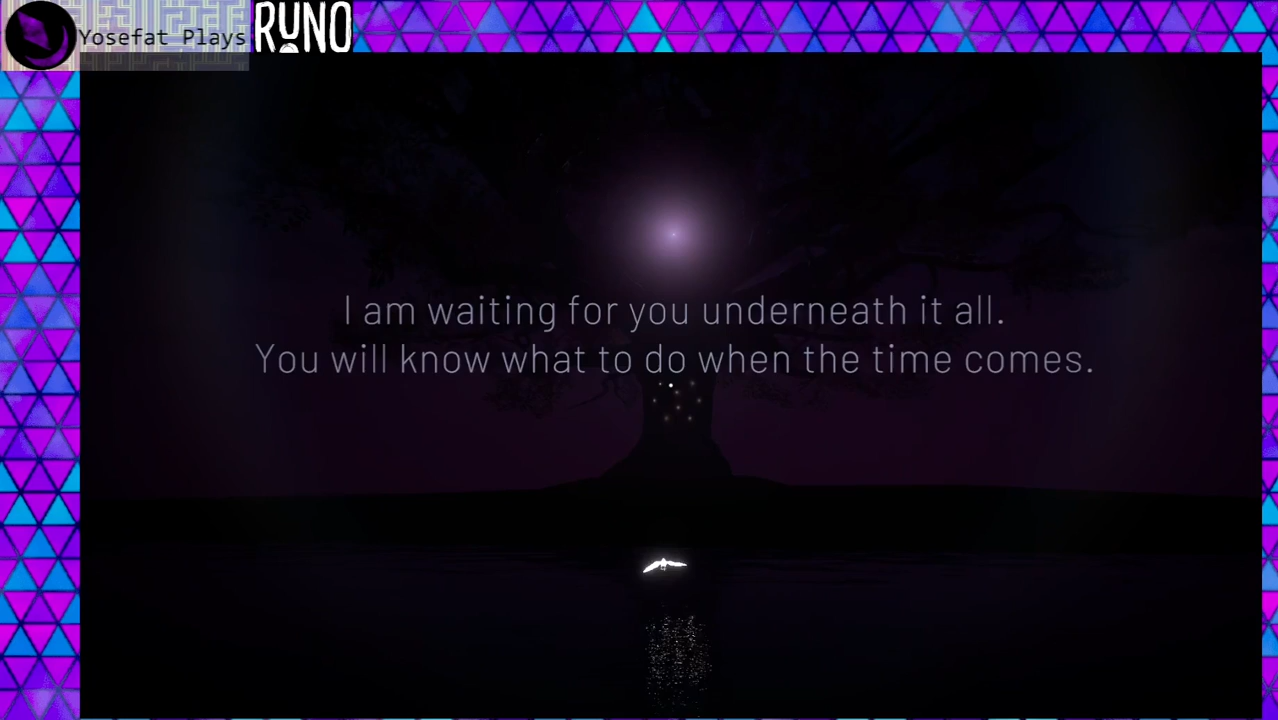 Yosefat Plays
RUNO
I am waiting for you underneath it all.
You will know what to do when the time comes.